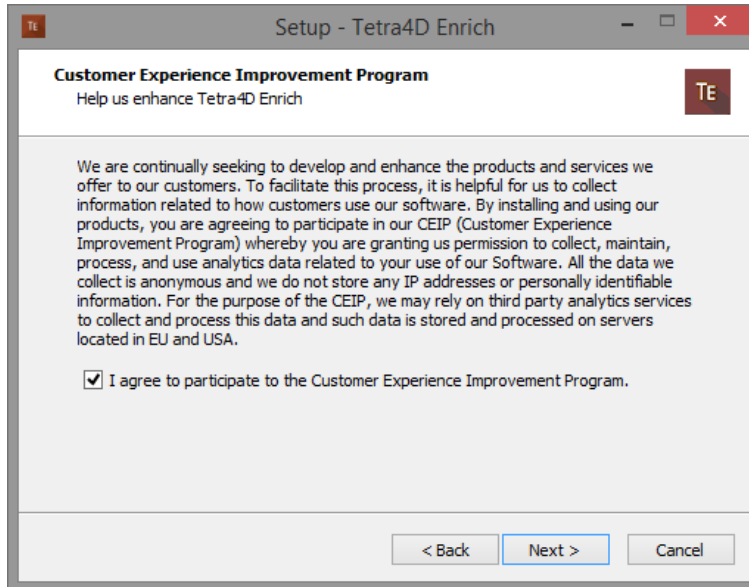 TE
Setup - Tetra4D Enrich
Customer Experience Improvement Program
Help us enhance Tetra4D Enrich
TE
We are continually seeking to develop and enhance the products and services we
offer to our customers. To facilitate this process, it is helpful for us to collect
information related to how customers use our software. By installing and using our
products, you are agreeing to participate in our CEIP (Customer Experience
Improvement Program) whereby you are granting us permission to collect, maintain,
process, and use analytics data related to your use of our Software. All the data we
collect is anonymous and we do not store any IP addresses or personally identifiable
information. For the purpose of the CEIP, we may rely on third party analytics services
to collect and process this data and such data is stored and processed on servers
located in EU and USA.
I agree to participate to the Customer Experience Improvement Program.
< Back Next > Cancel